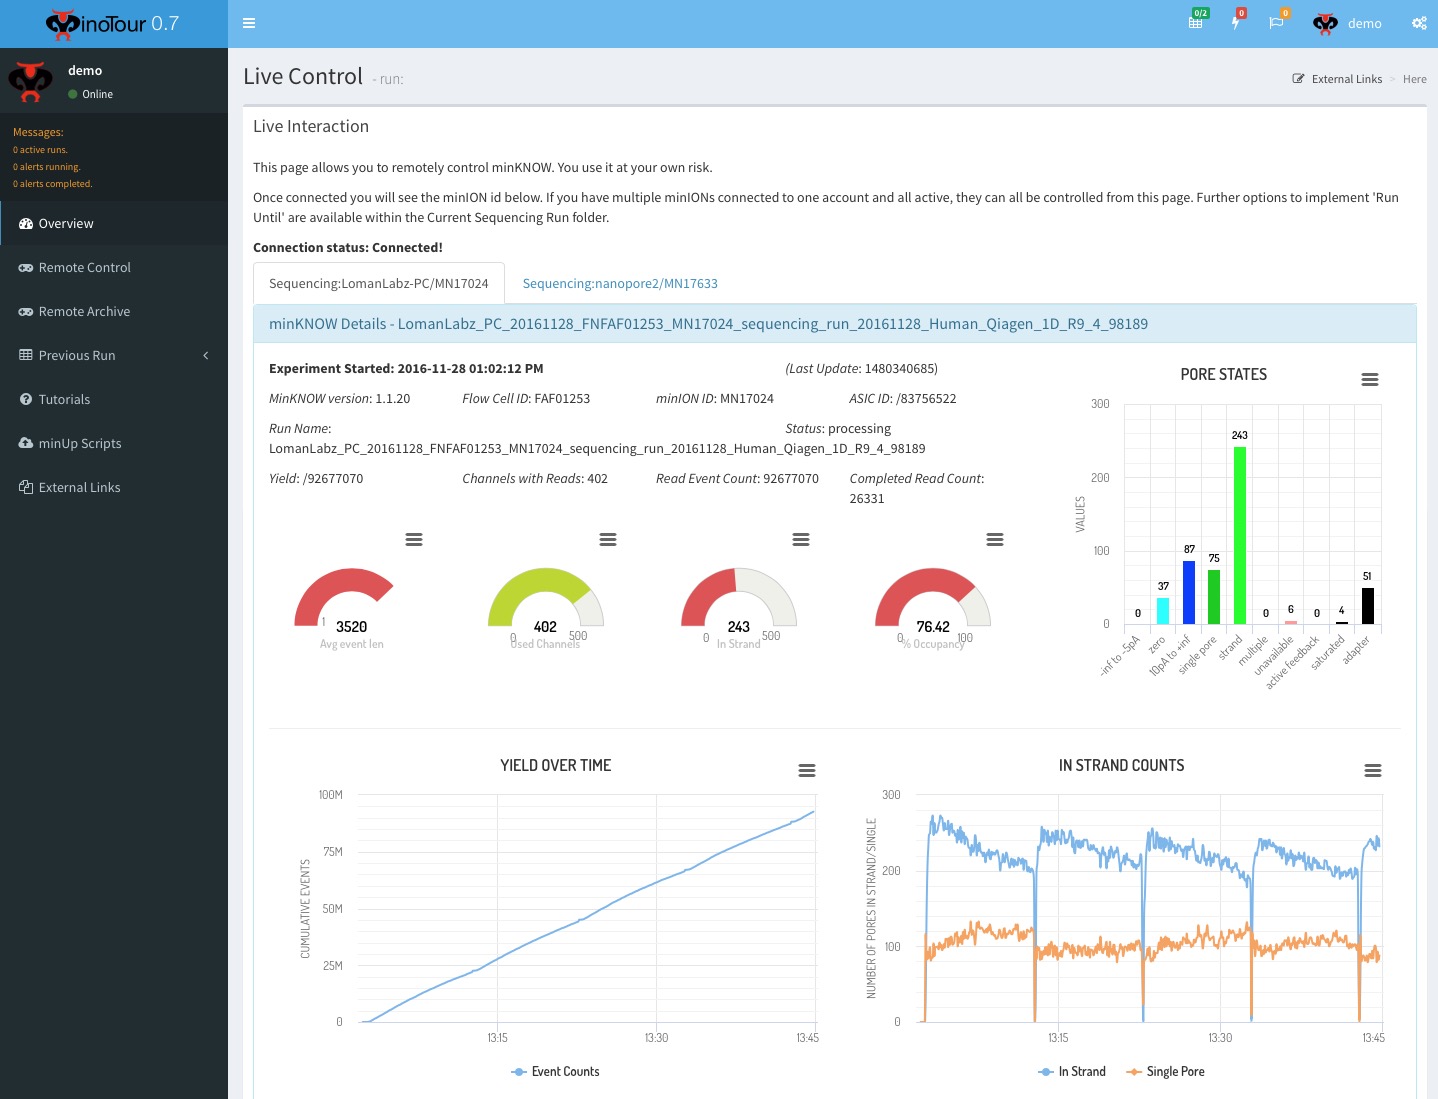 inoTour 0.7
0/2
0
0
demo
demo
Online
Messages:
0 active runs.
0 alerts running.
0 alerts completed.
Overview
Remote Control
Remote Archive
Previous Run
Tutorials
minUp Scripts
External Links
Live Control - run:
External Links > Here
Live Interaction
This page allows you to remotely control minKNOW. You use it at your own risk.
Once connected you will see the minION id below. If you have multiple minIONs connected to one account and all active, they can all be controlled from this page. Further options to implement 'Run
Until' are available within the Current Sequencing Run folder.
Connection status: Connected!
Sequencing:LomanLabz-PC/MN17024
Sequencing:nanopore2/MN17633
minKNOW Details - LomanLabz_PC_20161128_FNFAF01253_MN17024_sequencing_run_20161128_Human_Qiagen_1D_R9_4_98189
Experiment Started: 2016-11-28 01:02:12 PM
(Last Update: 1480340685)
MinKNOW version: 1.1.20
Flow Cell ID: FAF01253
minION ID: MN17024
ASIC ID: /83756522
Run Name:
Status: processing
LomanLabz_PC_20161128_FNFAF01253_MN17024_sequencing_run_20161128_Human_Qiagen_1D_R9_4_98189
Yield: /92677070
Channels with Reads: 402
Read Event Count: 92677070
Completed Read Count:
26331
1
3520
Avg event len
0
402
500
Used Channels
0
243
500
In Strand
0
76.42
100
% Occupancy
PORE STATES
VALUES
300
200
100
0
0
37
87
75
243
0
6
0
4
51
-inf to -5pA
zero
10pA to +inf
single pore
strand
multiple
unavailable
active feedback
saturated
adapter
YIELD OVER TIME
CUMULATIVE EVENTS
100M
75M
50M
25M
0
13:15
13:30
13:45
Event Counts
IN STRAND COUNTS
NUMBER OF PORES IN STRAND/SINGLE
300
200
100
0
13:15
13:30
13:45
In Strand
Single Pore